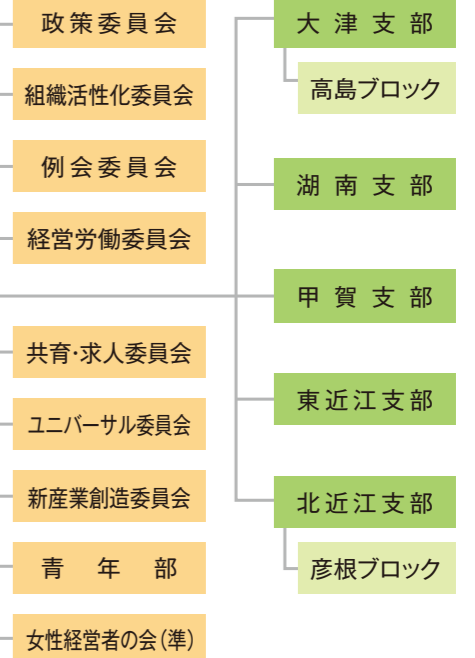 政策委員会
組織活性化委員会
例会委員会
経営労働委員会
共育・求人委員会
ユニバーサル委員会
新産業創造委員会
青年部
女性経営者の会(準)
大津支部
高島ブロック
湖南支部
甲賀支部
東近江支部
北近江支部
彦根ブロック